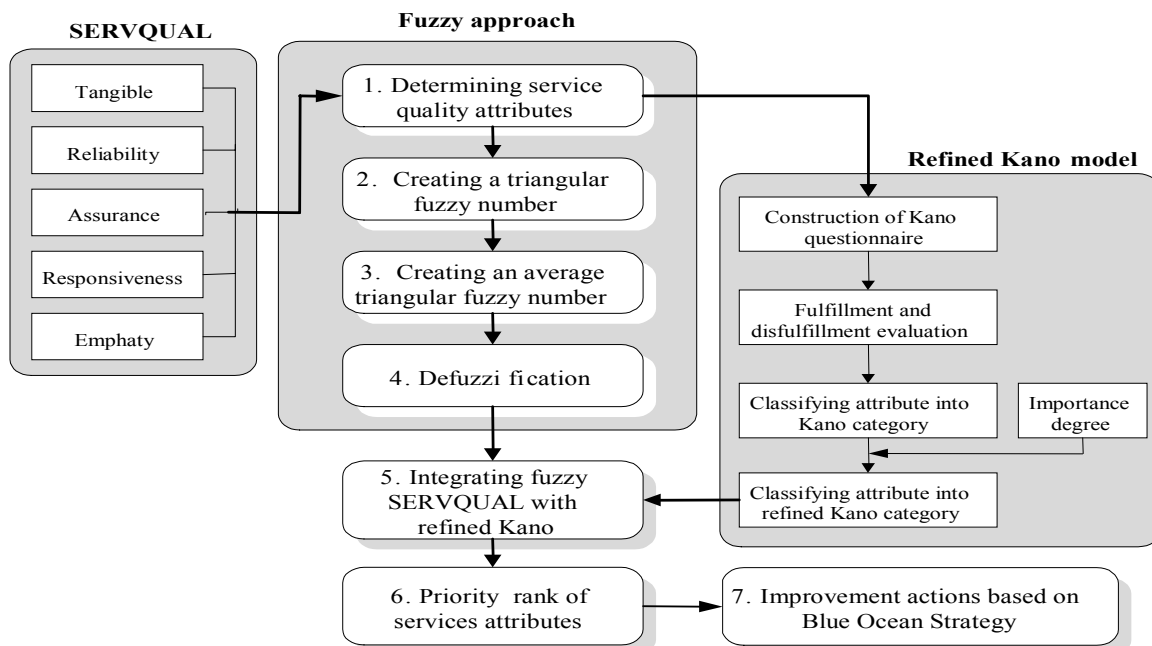 SERVQUAL
Tangible
Reliability
Assurance
Responsiveness
Emphaty
Fuzzy approach
1. Determining service
quality attributes
2. Creating a triangular
fuzzy number
3. Creating an average
triangular fuzzy number
4. Defuzzi fication
5. Integrating fuzzy
SERVQUAL with
refined Kano
6. Priority rank of
services attributes
7. Improvement actions based on
Blue Ocean Strategy
Refined Kano model
Construction of Kano
questionnaire
Fulfillment and
disfulfillment evaluation
Classifying attribute into
Kano category
Importance
degree
Classifying attribute into
refined Kano category